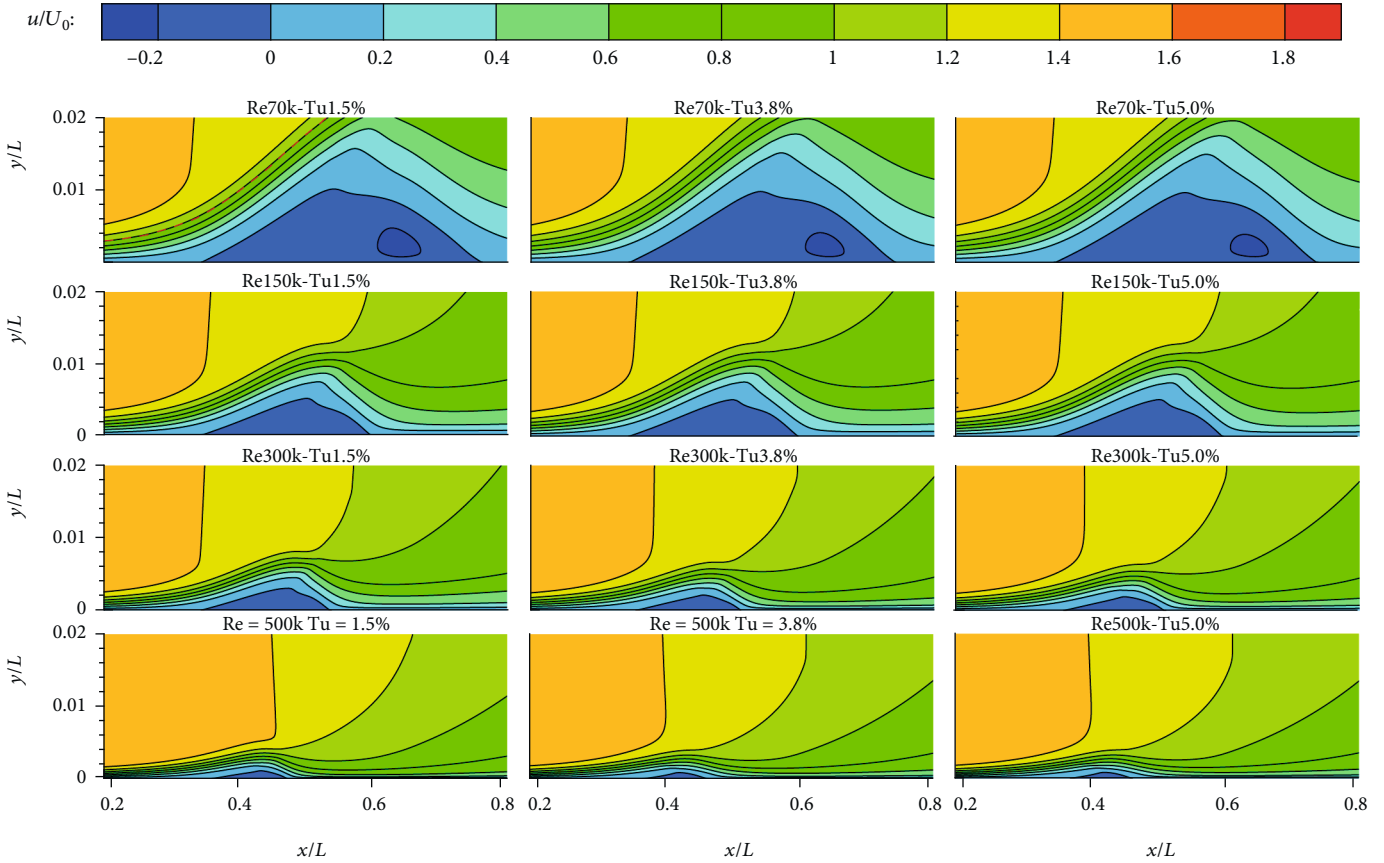 u/U₀:
−0.2 0 0.2 0.4 0.6 0.8 1 1.2 1.4 1.6 1.8
Re70k-Tu1.5% Re70k-Tu3.8% Re70k-Tu5.0%
0.02
y/L
0.01
Re150k-Tu1.5% Re150k-Tu3.8% Re150k-Tu5.0%
0.02
y/L
0.01
0
Re300k-Tu1.5% Re300k-Tu3.8% Re300k-Tu5.0%
0.02
y/L
0.01
0
Re = 500k Tu = 1.5% Re = 500k Tu = 3.8% Re500k-Tu5.0%
0.02
y/L
0.01
0
0.2 0.4 0.6 0.2 0.4 0.6 0.8 0.2 0.4 0.6 0.8
x/L x/L x/L